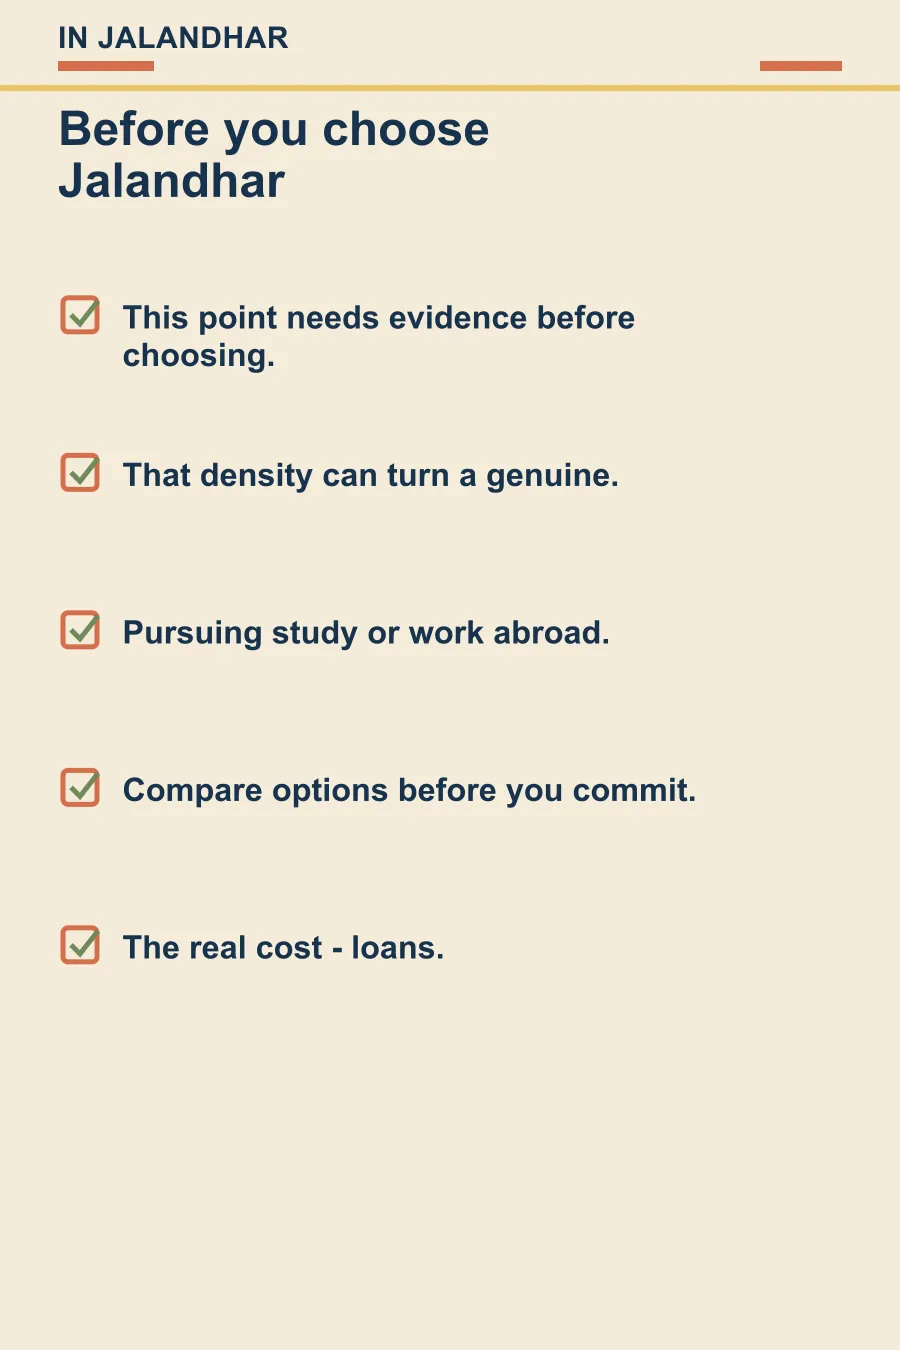 IN JALANDHAR
Before you choose
Jalandhar
This point needs evidence before
choosing.
That density can turn a genuine.
Pursuing study or work abroad.
Compare options before you commit.
The real cost - loans.